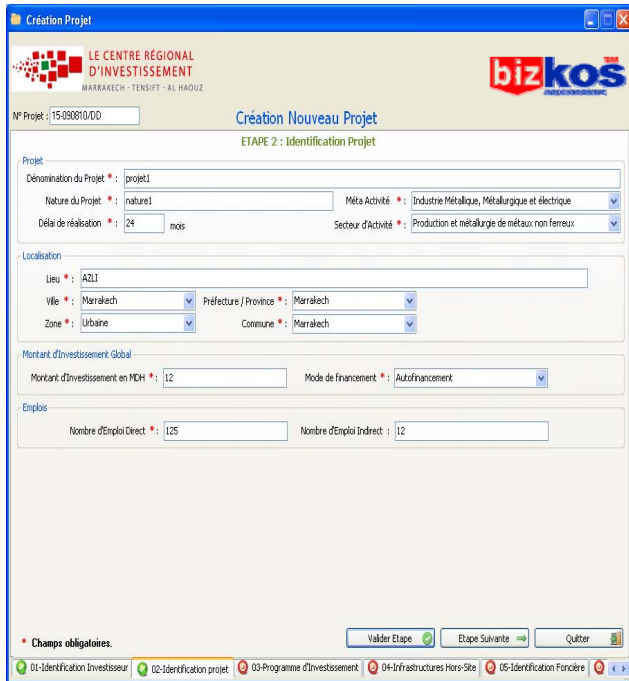 Création Projet
LE CENTRE RÉGIONAL
D'INVESTISSEMENT
MARRAKECH - TENSIFT - AL HAOUZ
bizkos
N° Projet : 15-090810/DD
Création Nouveau Projet
ETAPE 2 : Identification Projet
Projet
Dénomination du Projet * : projet1
Nature du Projet * : nature1 Méta Activité * : Industrie Métallique, Métallurgique et électrique
Délai de réalisation * : 24 mois Secteur d'Activité * : Production et métallurgie de métaux non ferreux
Localisation
Lieu * : AZLI
Ville * : Marrakech Préfecture / Province * : Marrakech
Zone * : Urbaine Commune * : Marrakech
Montant d'Investissement Global
Montant d'Investissement en MDH * : 12 Mode de financement * : Autofinancement
Emplois
Nombre d'Emploi Direct * : 125 Nombre d'Emploi Indirect : 12
* Champs obligatoires.
Valider Etape Etape Suivante Quitter
01-Identification Investisseur 02-Identification projet 03-Programme d'Investissement 04-Infrastructures Hors-Site 05-Identification Foncière